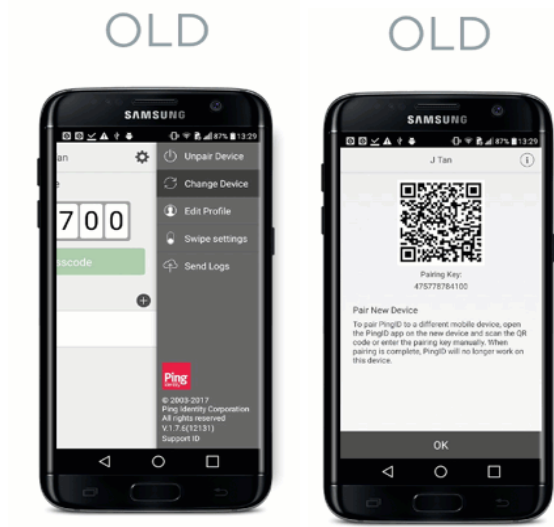 OLD
SAMSUNG
87% 13:29
an
Unpair Device
Change Device
e
Edit Profile
700
Swipe settings
sscode
Send Logs
Ping
Identity
© 2003-2017
Ping Identity Corporation
All rights reserved
V:1.7.6(12131)
Support ID
OLD
SAMSUNG
87% 13:29
J Tan
Pairing Key:
475778784100
Pair New Device
To pair PingID to a different mobile device, open
the PingID app on the new device and scan the QR
code or enter the pairing key manually. When
pairing is complete, PingID will no longer work on
this device.
OK